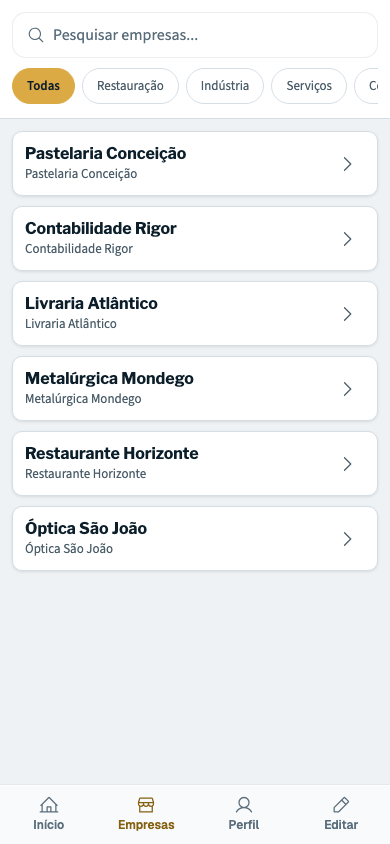 Pesquisar empresas...
Todas Restauração Indústria Serviços
Pastelaria Conceição
Pastelaria Conceição
Contabilidade Rigor
Contabilidade Rigor
Livraria Atlântico
Livraria Atlântico
Metalúrgica Mondego
Metalúrgica Mondego
Restaurante Horizonte
Restaurante Horizonte
Óptica São João
Óptica São João
Início Empresas Perfil Editar